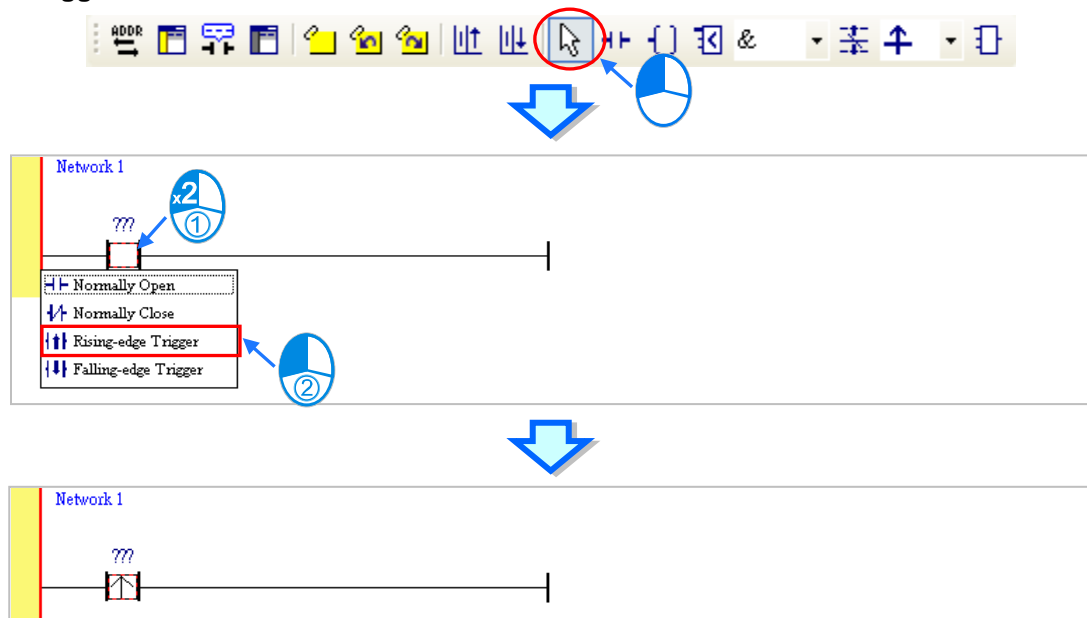 ADDR
&
Network 1
x2
①
???
Normally Open
Normally Close
Rising-edge Trigger
Falling-edge Trigger
②
Network 1
???